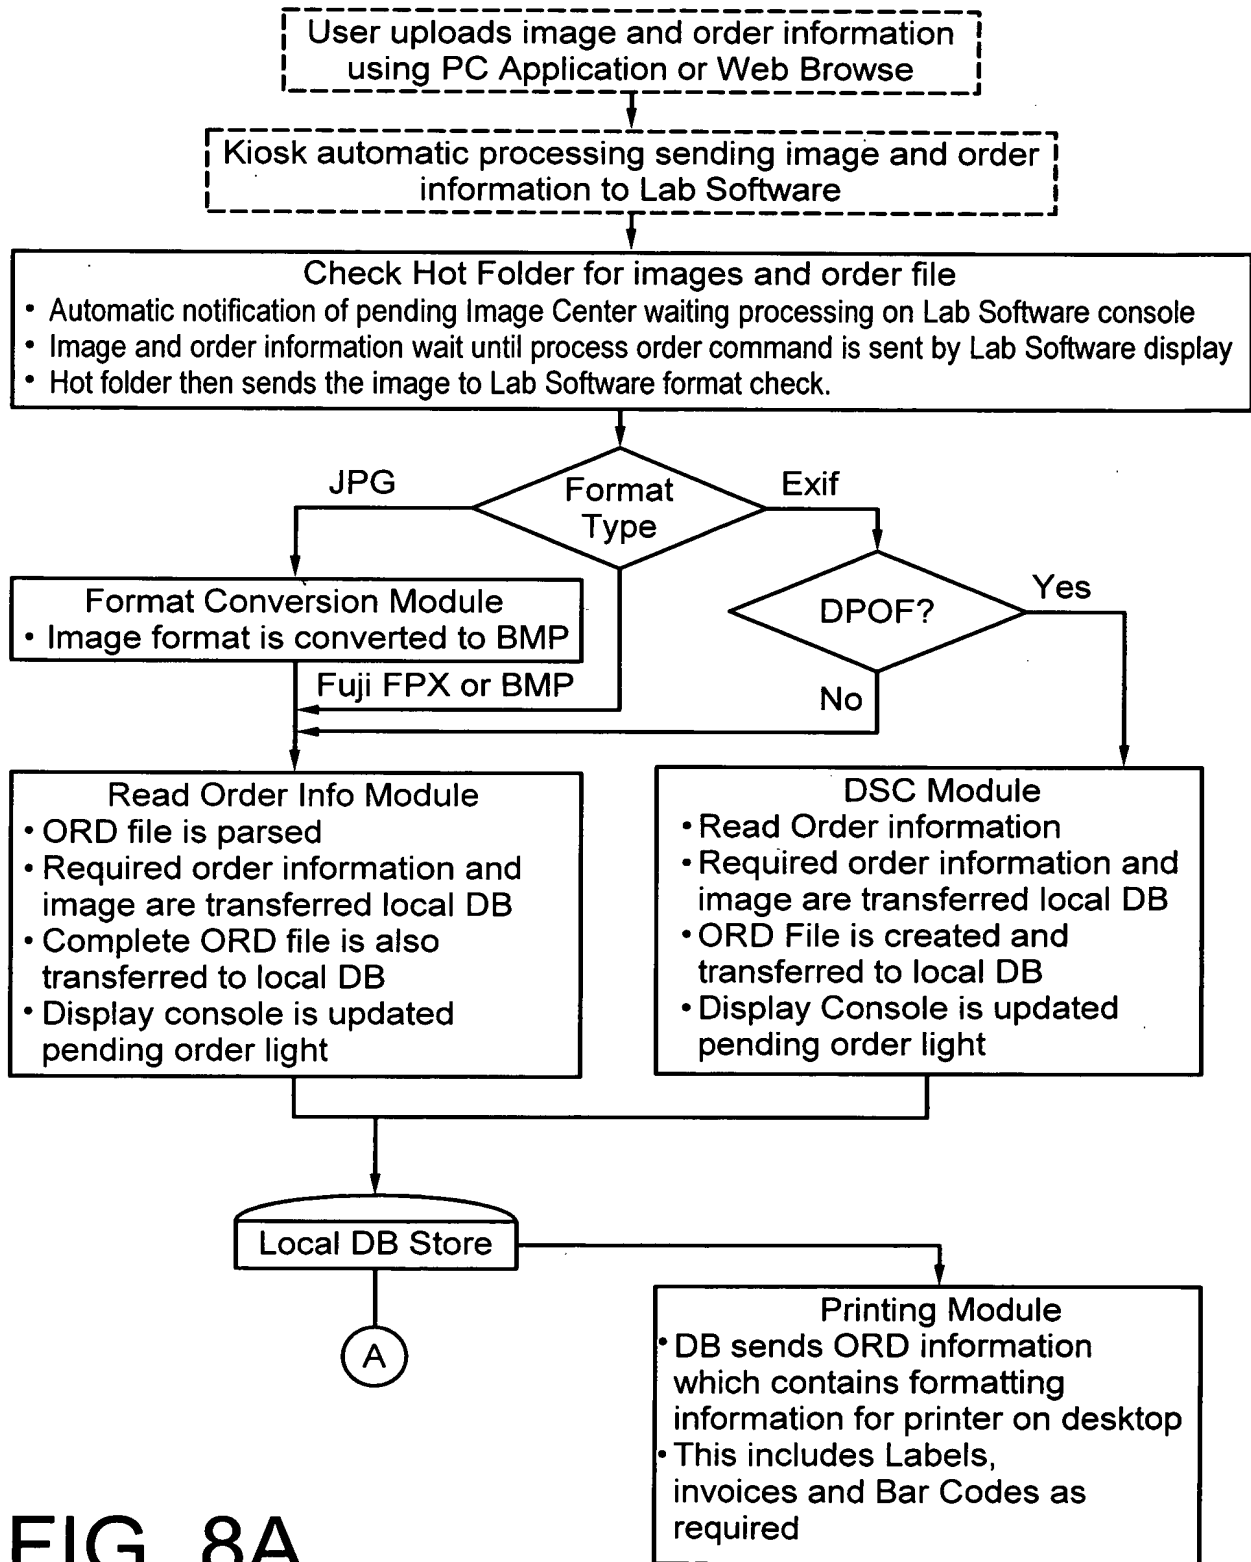 User uploads image and order information
using PC Application or Web Browse
Kiosk automatic processing sending image and order
information to Lab Software
Check Hot Folder for images and order file
• Automatic notification of pending Image Center waiting processing on Lab Software console
• Image and order information wait until process order command is sent by Lab Software display
• Hot folder then sends the image to Lab Software format check.
JPG
Format
Type
Exif
Format Conversion Module
• Image format is converted to BMP
DPOF?
Yes
Fuji FPX or BMP
No
Read Order Info Module
• ORD file is parsed
• Required order information and
image are transferred local DB
• Complete ORD file is also
transferred to local DB
• Display console is updated
pending order light
DSC Module
• Read Order information
• Required order information and
image are transferred local DB
• ORD File is created and
transferred to local DB
• Display Console is updated
pending order light
Local DB Store
A
Printing Module
• DB sends ORD information
which contains formatting
information for printer on desktop
• This includes Labels,
invoices and Bar Codes as
required
FIG. 8A